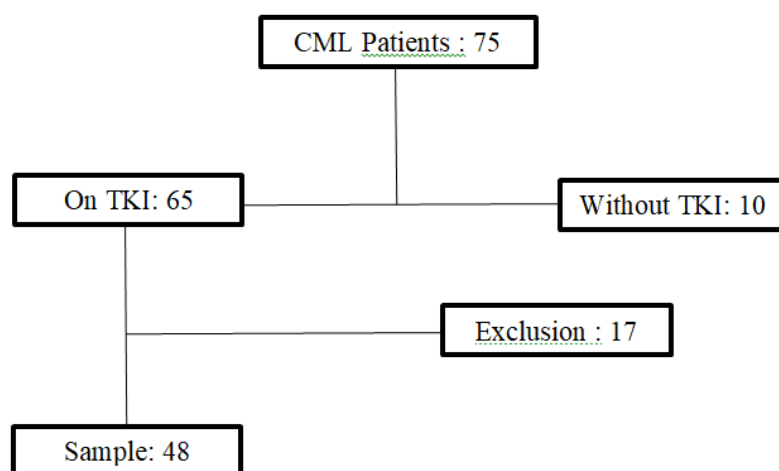 CML Patients : 75
On TKI: 65
Without TKI: 10
Exclusion : 17
Sample: 48